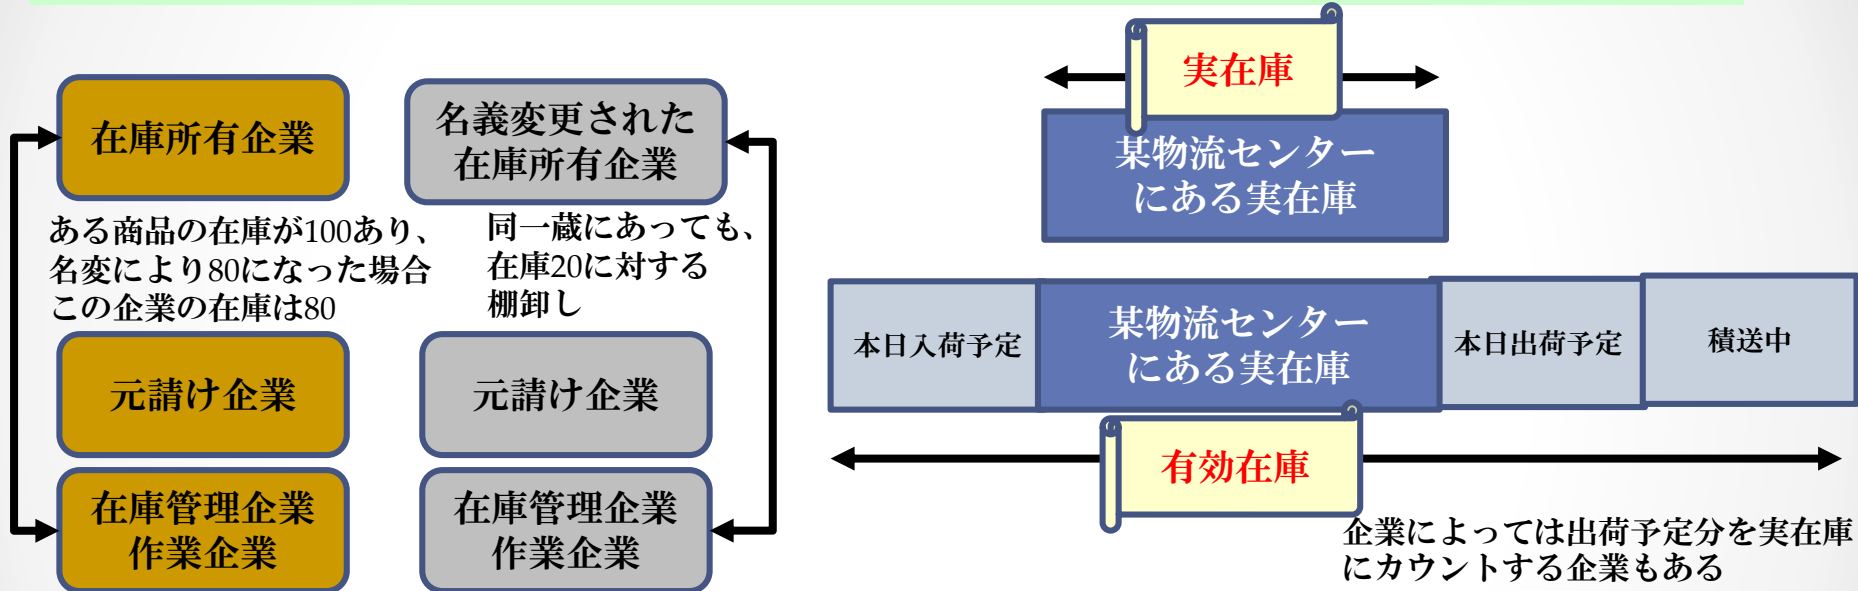 在庫所有企業
名義変更された
在庫所有企業
ある商品の在庫が100あり、
名変により80になった場合
この企業の在庫は80
同一蔵にあっても、
在庫20に対する
棚卸し
元請け企業
元請け企業
在庫管理企業
作業企業
在庫管理企業
作業企業
実在庫
某物流センター
にある実在庫
本日入荷予定
某物流センター
にある実在庫
本日出荷予定
積送中
有効在庫
企業によっては出荷予定分を実在庫
にカウントする企業もある